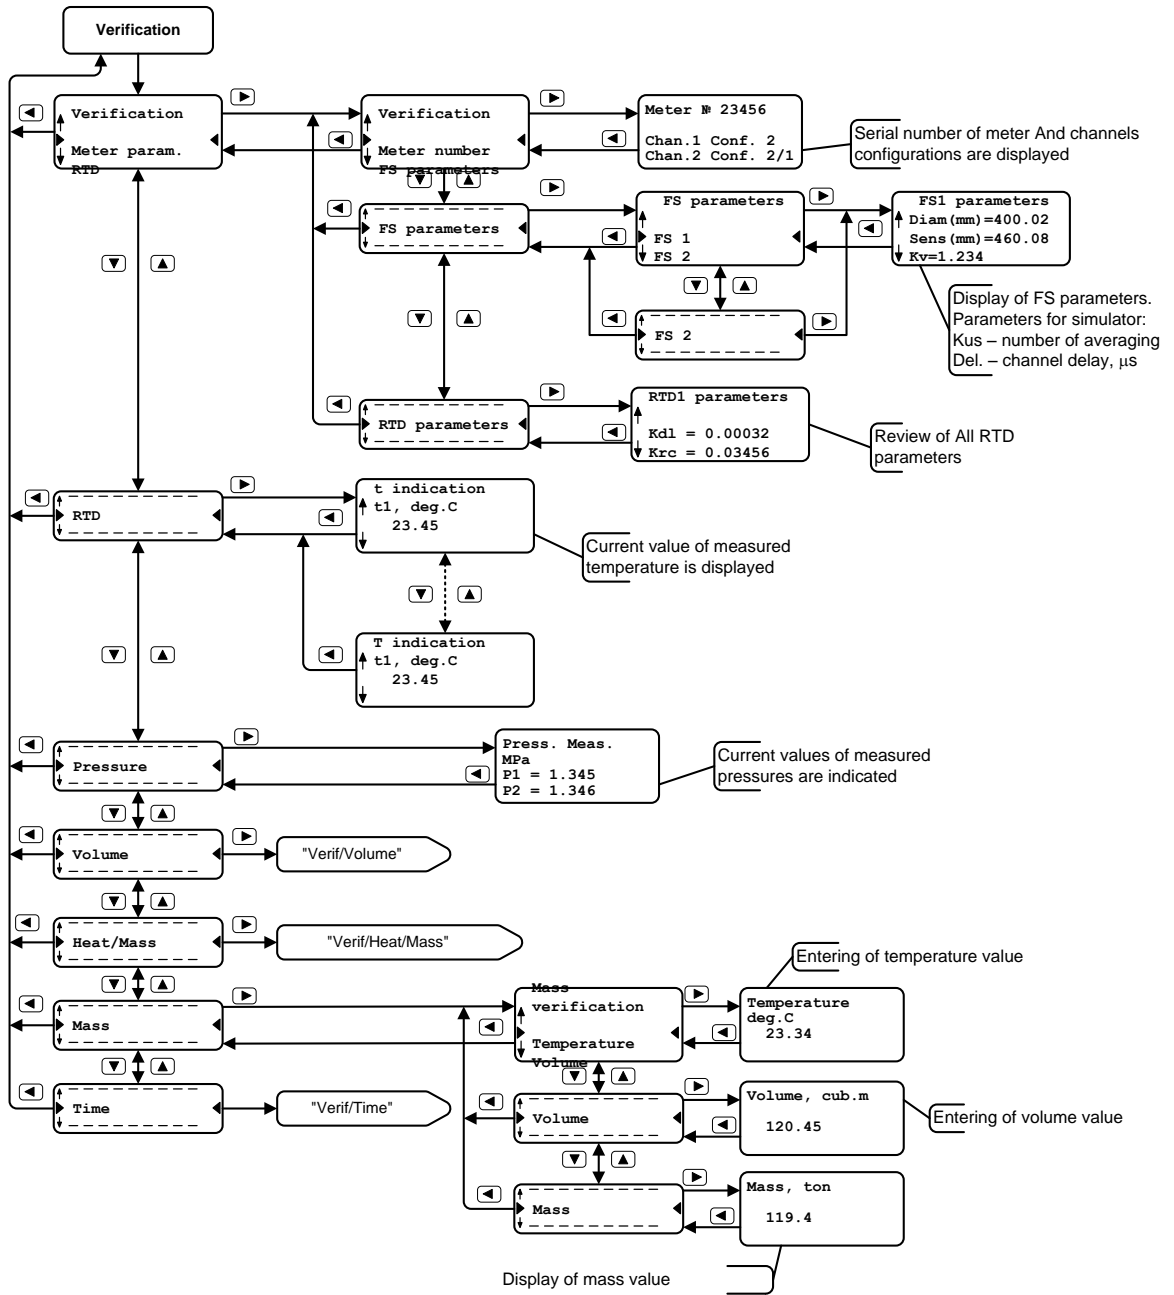 Verification
Verification
Meter param.
RTD
Verification
Meter number
FS parameters
Meter № 23456
Chan.1 Conf. 2
Chan.2 Conf. 2/1
Serial number of meter And channels
configurations are displayed
FS parameters
FS parameters
FS 1
FS 2
FS1 parameters
Diam(mm)=400.02
Sens(mm)=460.08
Kv=1.234
Display of FS parameters.
Parameters for simulator:
Kus – number of averaging
Del. – channel delay, μs
FS 2
RTD parameters
RTD1 parameters
Kdl = 0.00032
Krc = 0.03456
Review of All RTD
parameters
RTD
t indication
t1, deg.C
23.45
Current value of measured
temperature is displayed
T indication
t1, deg.C
23.45
Pressure
Press. Meas.
MPa
P1 = 1.345
P2 = 1.346
Current values of measured
pressures are indicated
Volume
"Verif/Volume"
Heat/Mass
"Verif/Heat/Mass"
Entering of temperature value
Mass
Mass
verification
Temperature
Volume
Temperature
deg.C
23.34
Time
"Verif/Time"
Volume
Volume, cub.m
120.45
Entering of volume value
Mass
Mass, ton
119.4
Display of mass value